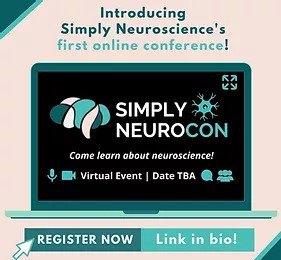 Introducing
Simply Neuroscience's
first online conference!
SIMPLY
NEUROCON
Come learn about neuroscience!
Virtual Event | Date TBA
REGISTER NOW
Link in bio!